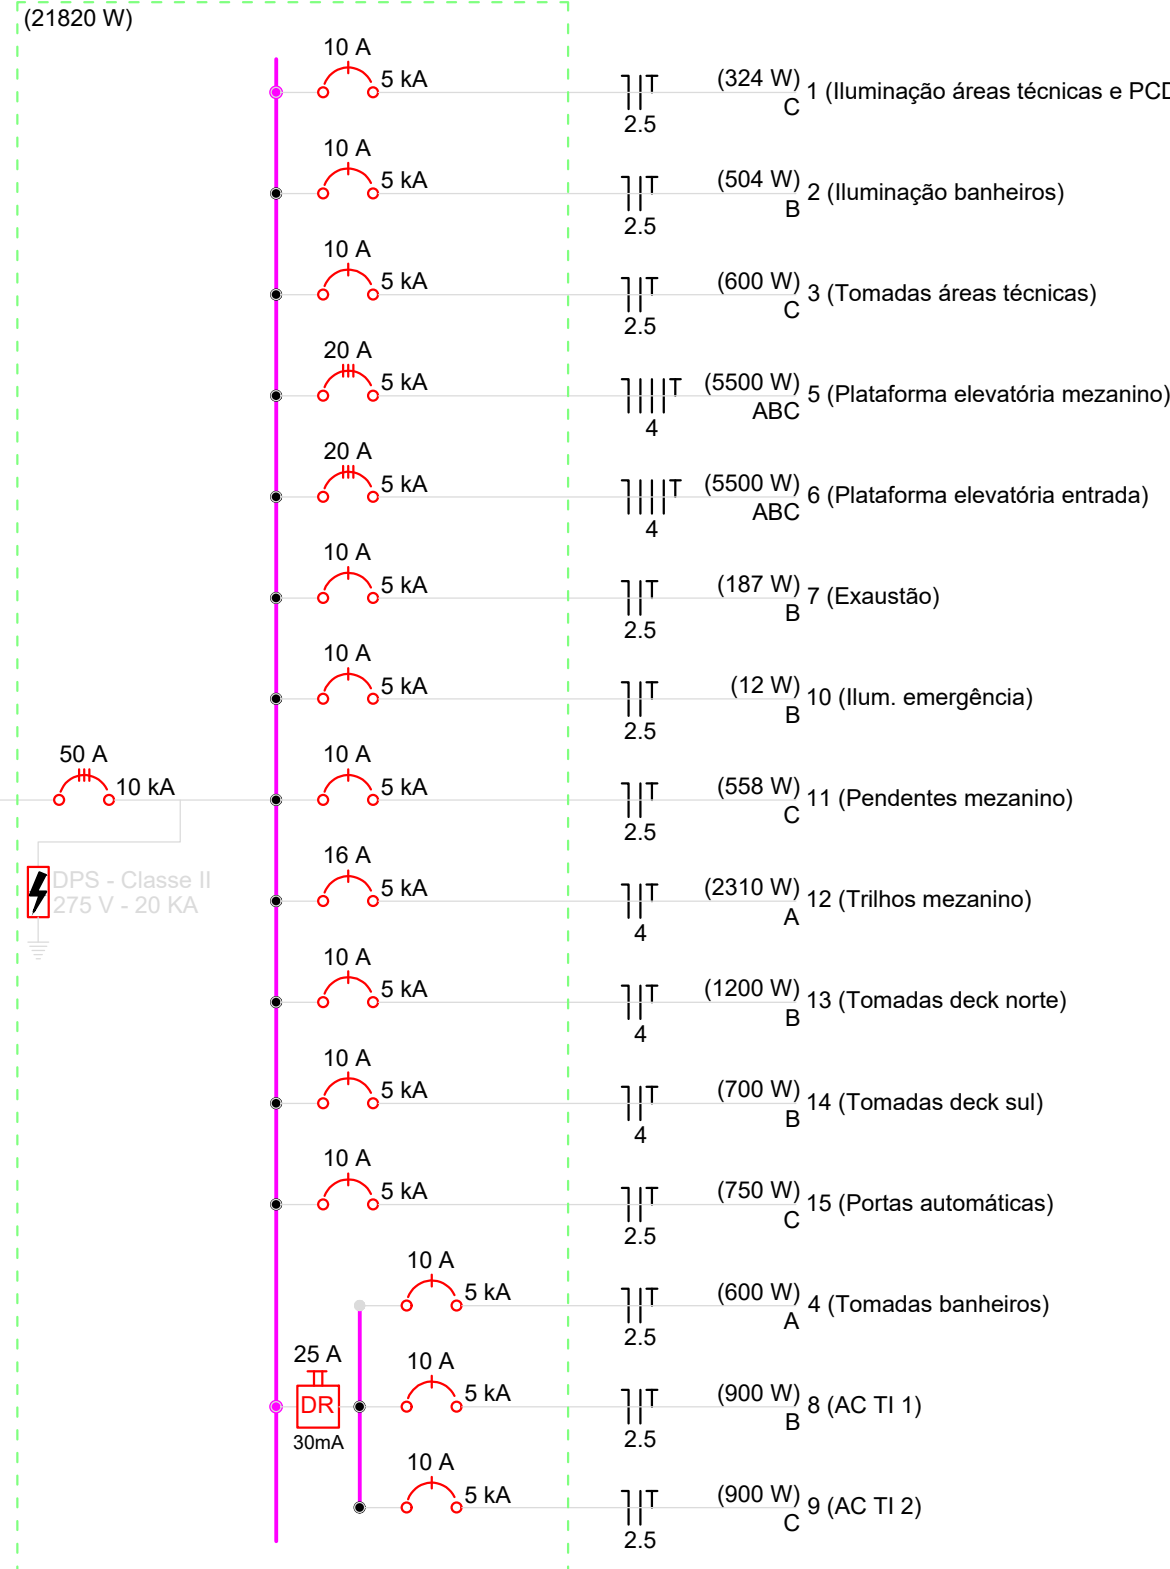 (21820 W)
10 A
5 kA
2.5
(324 W)
C
1 (Iluminação áreas técnicas e PCD
10 A
5 kA
2.5
(504 W)
B
2 (Iluminação banheiros)
10 A
5 kA
2.5
(600 W)
C
3 (Tomadas áreas técnicas)
20 A
5 kA
4
(5500 W)
ABC
5 (Plataforma elevatória mezanino)
20 A
5 kA
4
(5500 W)
ABC
6 (Plataforma elevatória entrada)
10 A
5 kA
2.5
(187 W)
B
7 (Exaustão)
10 A
5 kA
2.5
(12 W)
B
10 (Ilum. emergência)
50 A
10 kA
DPS - Classe II
275 V - 20 KA
10 A
5 kA
2.5
(558 W)
C
11 (Pendentes mezanino)
16 A
5 kA
4
(2310 W)
A
12 (Trilhos mezanino)
10 A
5 kA
4
(1200 W)
B
13 (Tomadas deck norte)
10 A
5 kA
4
(700 W)
B
14 (Tomadas deck sul)
10 A
5 kA
2.5
(750 W)
C
15 (Portas automáticas)
10 A
5 kA
2.5
(600 W)
A
4 (Tomadas banheiros)
25 A
DR
30mA
10 A
5 kA
2.5
(900 W)
B
8 (AC TI 1)
10 A
5 kA
2.5
(900 W)
C
9 (AC TI 2)